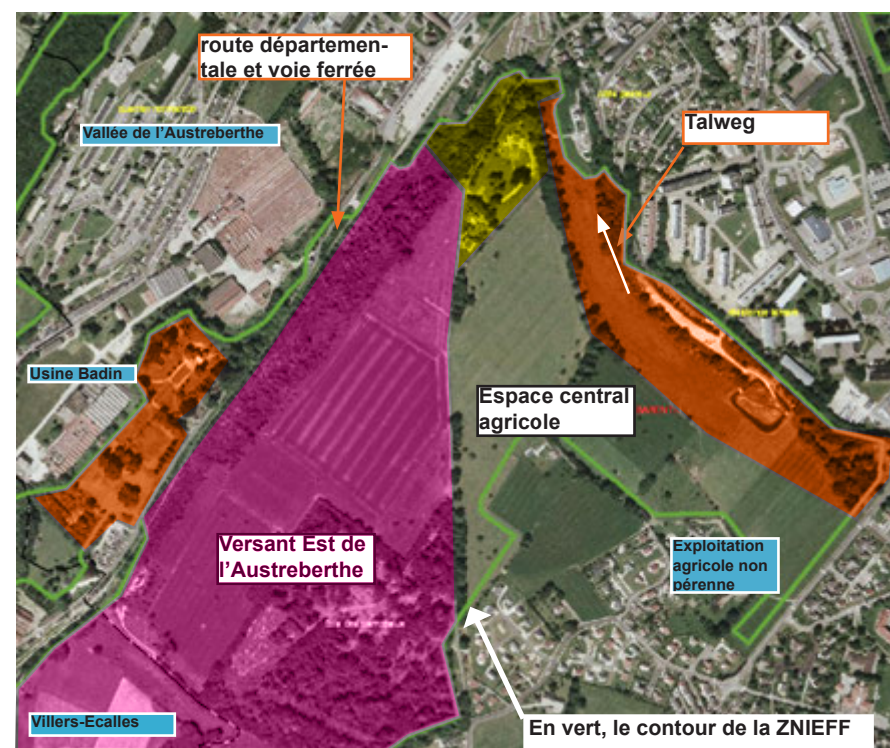 route départemen-
tale et voie ferrée
Vallée de l'Austreberthe
Talweg
Usine Badin
Espace central
agricole
Versant Est de
l'Austreberthe
Exploitation
agricole non
pérenne
Villers-Ecalles
En vert, le contour de la ZNIEFF